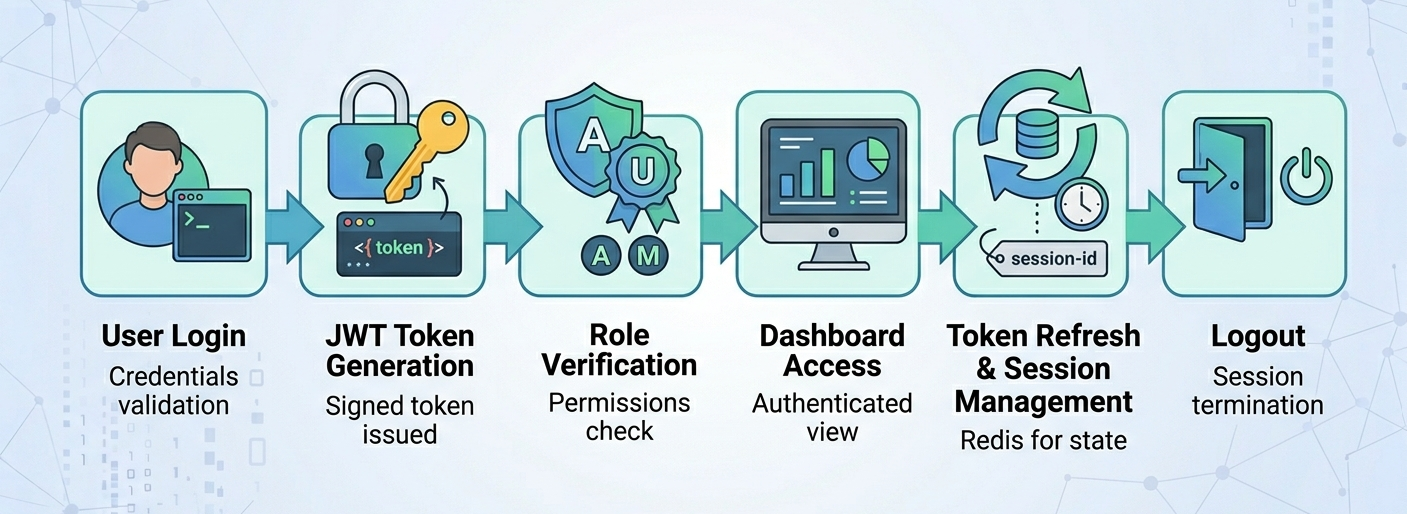 >_
<{ token }>
A
U
A M
session-id
User Login
Credentials
validation
JWT Token
Generation
Signed token
issued
Role
Verification
Permissions
check
Dashboard
Access
Authenticated
view
Token Refresh
& Session
Management
Redis for state
Logout
Session
termination